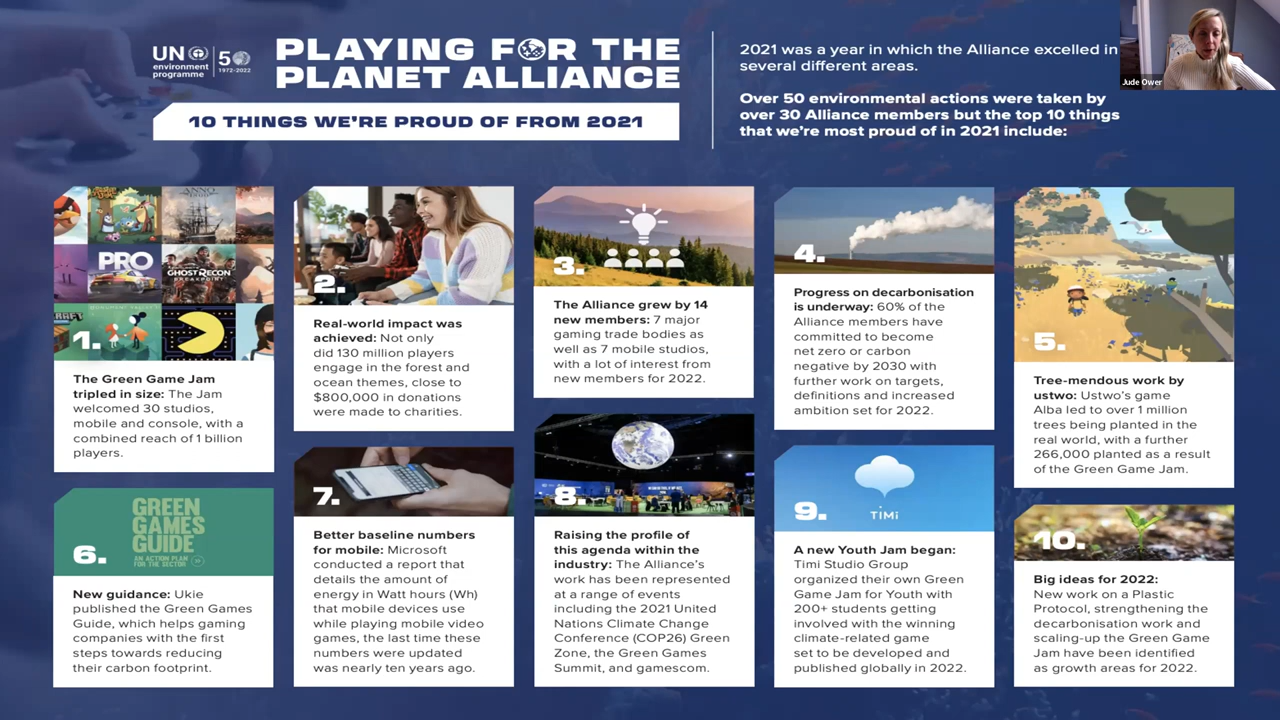 UN
environment
programme
50
1972-2022
PLAYING FOR THE
PLANET ALLIANCE
10 THINGS WE'RE PROUD OF FROM 2021
2021 was a year in which the Alliance excelled in
several different areas.
Over 50 environmental actions were taken by
over 30 Alliance members but the top 10 things
that we're most proud of in 2021 include:
Jude Ower
ANNO
PRO
GHOST RECON
BREAKPOINT
1.
The Green Game Jam
tripled in size: The Jam
welcomed 30 studios,
mobile and console, with a
combined reach of 1 billion
players.
2.
Real-world impact was
achieved: Not only
did 130 million players
engage in the forest and
ocean themes, close to
$800,000 in donations
were made to charities.
3.
The Alliance grew by 14
new members: 7 major
gaming trade bodies as
well as 7 mobile studios,
with a lot of interest from
new members for 2022.
4.
Progress on decarbonisation
is underway: 60% of the
Alliance members have
committed to become
net zero or carbon
negative by 2030 with
further work on targets,
definitions and increased
ambition set for 2022.
5.
Tree-mendous work by
ustwo: Ustwo's game
Alba led to over 1 million
trees being planted in the
real world, with a further
266,000 planted as a result
of the Green Game Jam.
6.
GREEN
GAMES
GUIDE
AN ACTION PLAN
FOR THE SECTOR
New guidance: Ukie
published the Green Games
Guide, which helps gaming
companies with the first
steps towards reducing
their carbon footprint.
7.
Better baseline numbers
for mobile: Microsoft
conducted a report that
details the amount of
energy in Watt hours (Wh)
that mobile devices use
while playing mobile video
games, the last time these
numbers were updated
was nearly ten years ago.
8.
Raising the profile of
this agenda within the
industry: The Alliance's
work has been represented
at a range of events
including the 2021 United
Nations Climate Change
Conference (COP26) Green
Zone, the Green Games
Summit, and gamescom.
9.
TiMi
A new Youth Jam began:
Timi Studio Group
organized their own Green
Game Jam for Youth with
200+ students getting
involved with the winning
climate-related game
set to be developed and
published globally in 2022.
10.
Big ideas for 2022:
New work on a Plastic
Protocol, strengthening the
decarbonisation work and
scaling-up the Green Game
Jam have been identified
as growth areas for 2022.